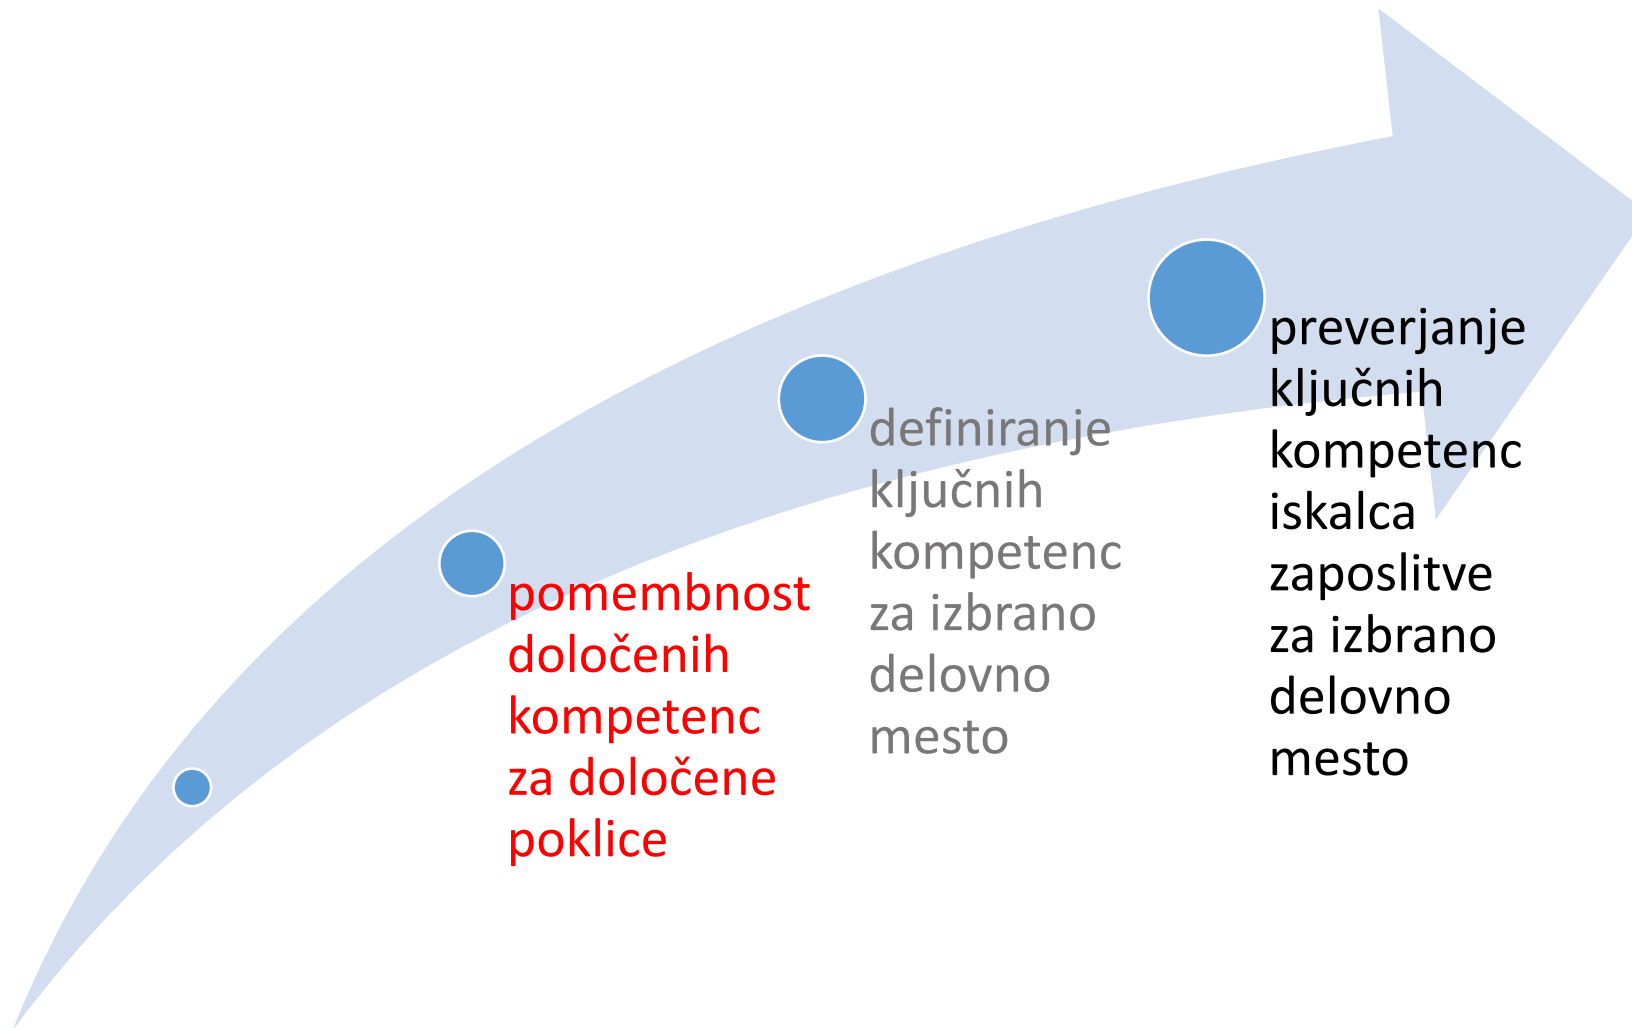 pomembnost
določenih
kompetenc
za določene
poklice
definiranje
ključnih
kompetenc
za izbrano
delovno
mesto
preverjanje
ključnih
kompetenc
iskalca
zaposlitve
za izbrano
delovno
mesto